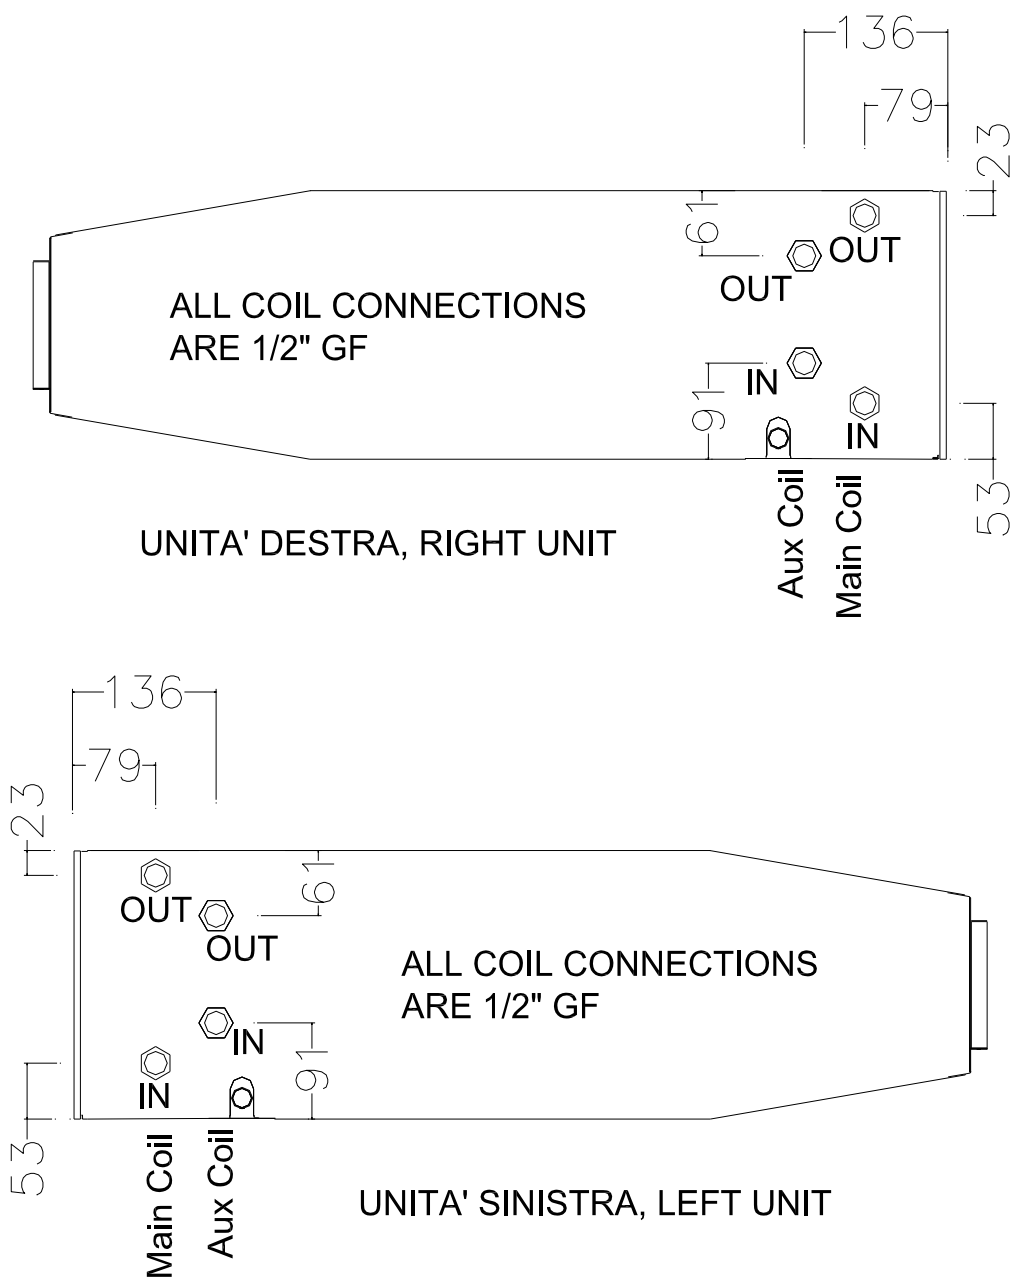 136
79
23
61
OUT
OUT
ALL COIL CONNECTIONS
ARE 1/2" GF
IN
91
IN
53
Aux Coil
Main Coil
UNITA' DESTRA, RIGHT UNIT
136
79
23
61
OUT
OUT
ALL COIL CONNECTIONS
ARE 1/2" GF
IN
91
IN
53
Main Coil
Aux Coil
UNITA' SINISTRA, LEFT UNIT